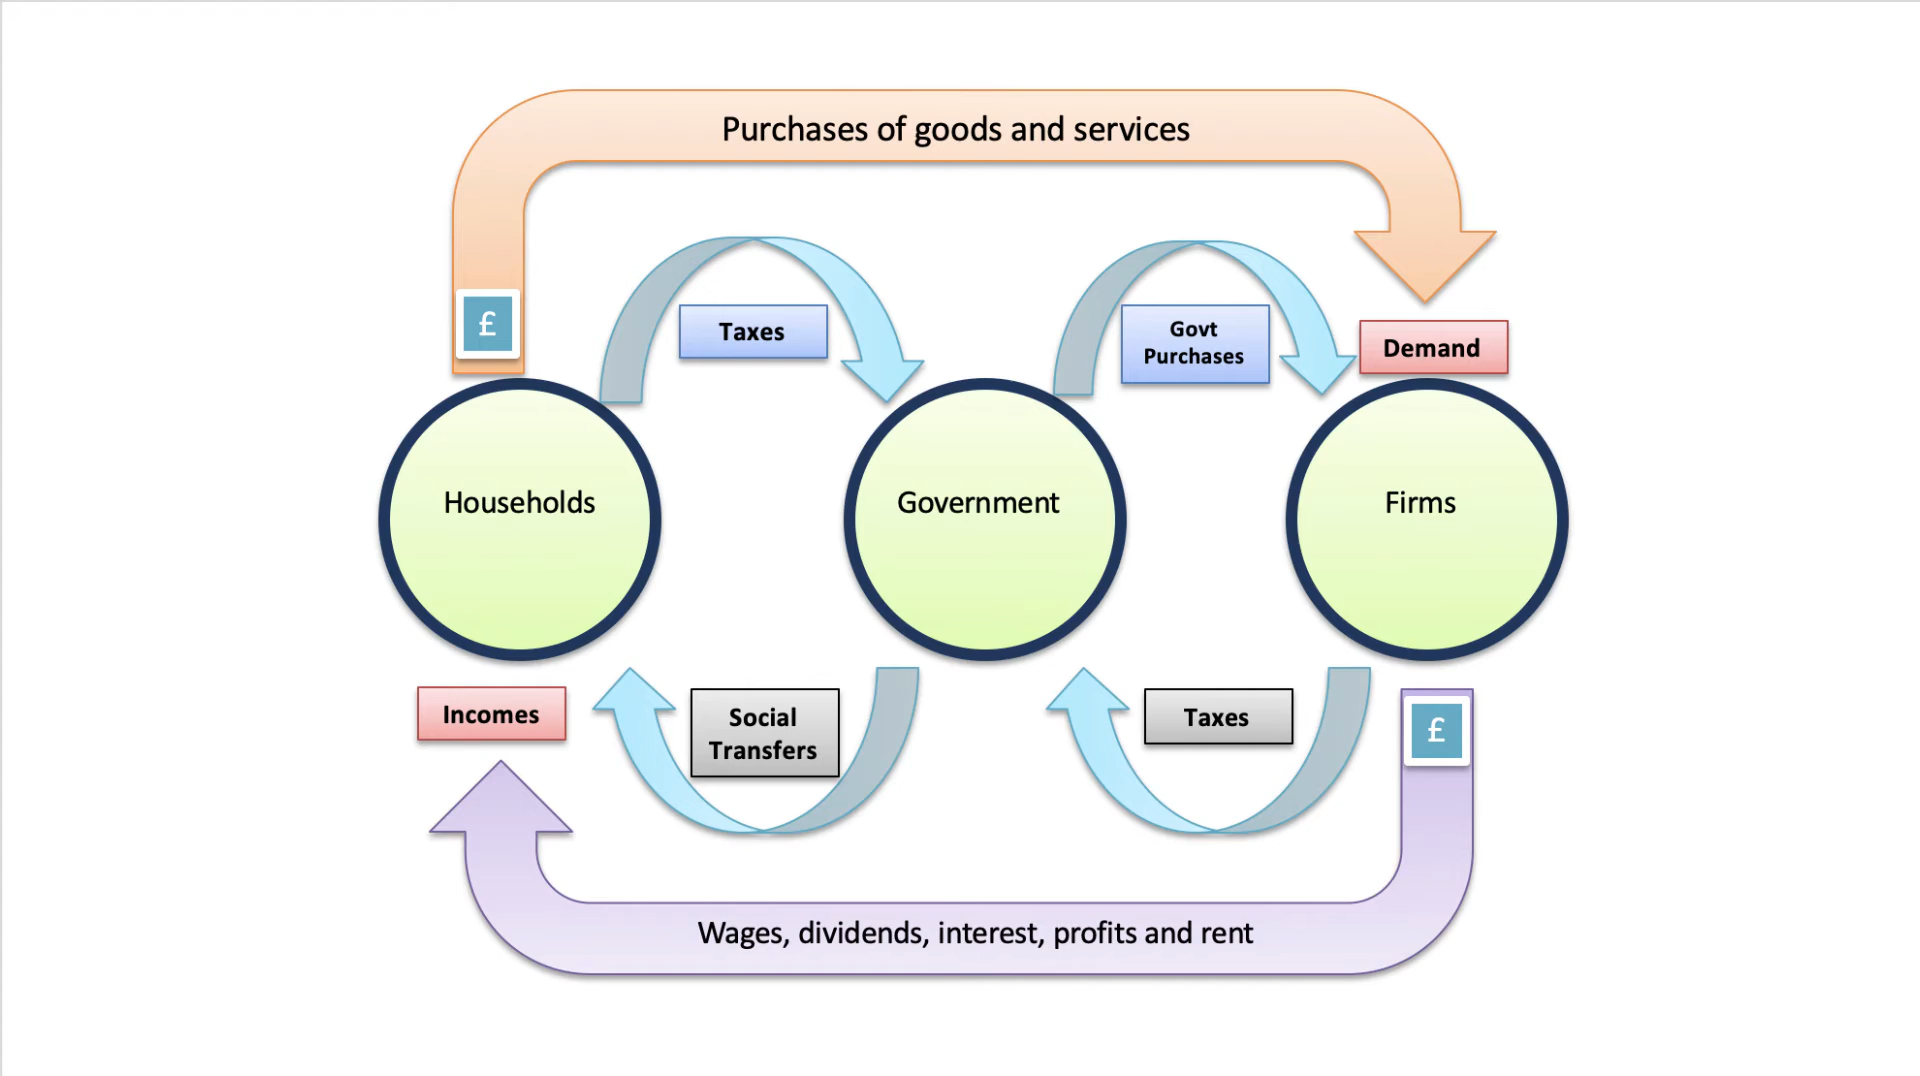 Purchases of goods and services
£
Taxes
Govt
Purchases
Demand
Households
Government
Firms
Incomes
Social
Transfers
Taxes
£
Wages, dividends, interest, profits and rent